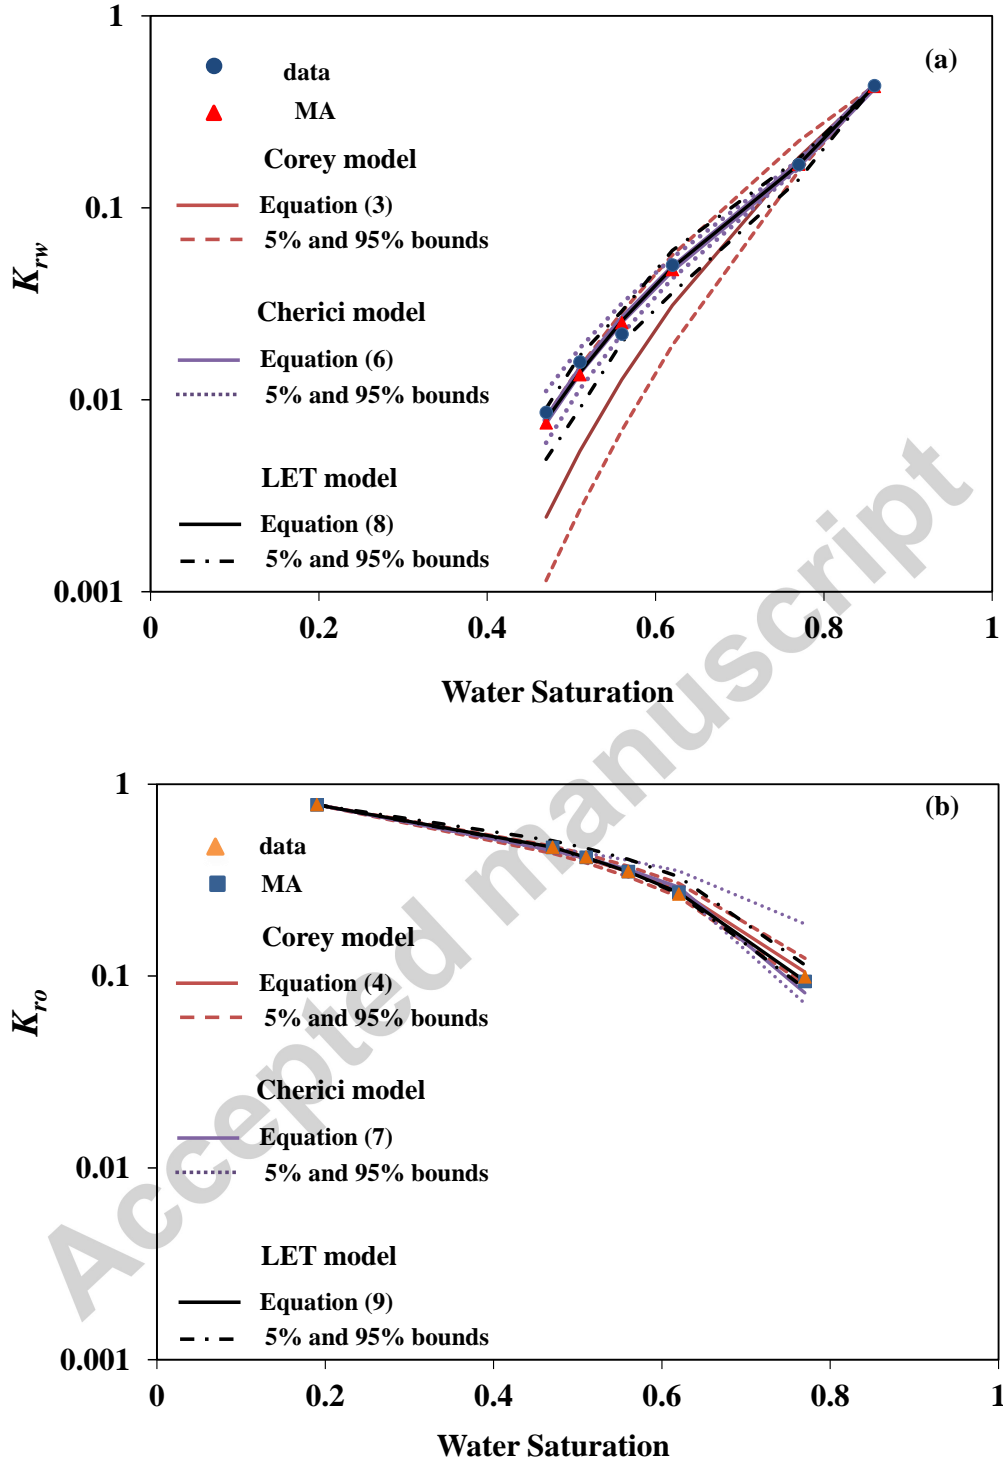 1
(a)
data
MA
Corey model
0.1
Equation (3)
5% and 95% bounds
Krw
Cherici model
Equation (6)
5% and 95% bounds
0.01
LET model
Equation (8)
5% and 95% bounds
0.001
0 0.2 0.4 0.6 0.8 1
Water Saturation
1
(b)
data
MA
Corey model
0.1
Equation (4)
5% and 95% bounds
Kro
Cherici model
Equation (7)
5% and 95% bounds
0.01
LET model
Equation (9)
5% and 95% bounds
0.001
0 0.2 0.4 0.6 0.8 1
Water Saturation
Accepted manuscript